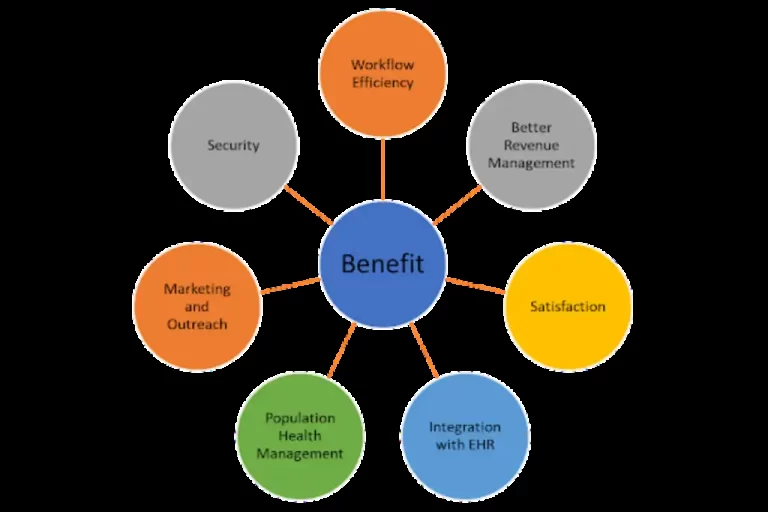 Workflow
Efficiency
Better
Revenue
Management
Security
Benefit
Satisfaction
Marketing
and
Outreach
Integration
with EHR
Population
Health
Management